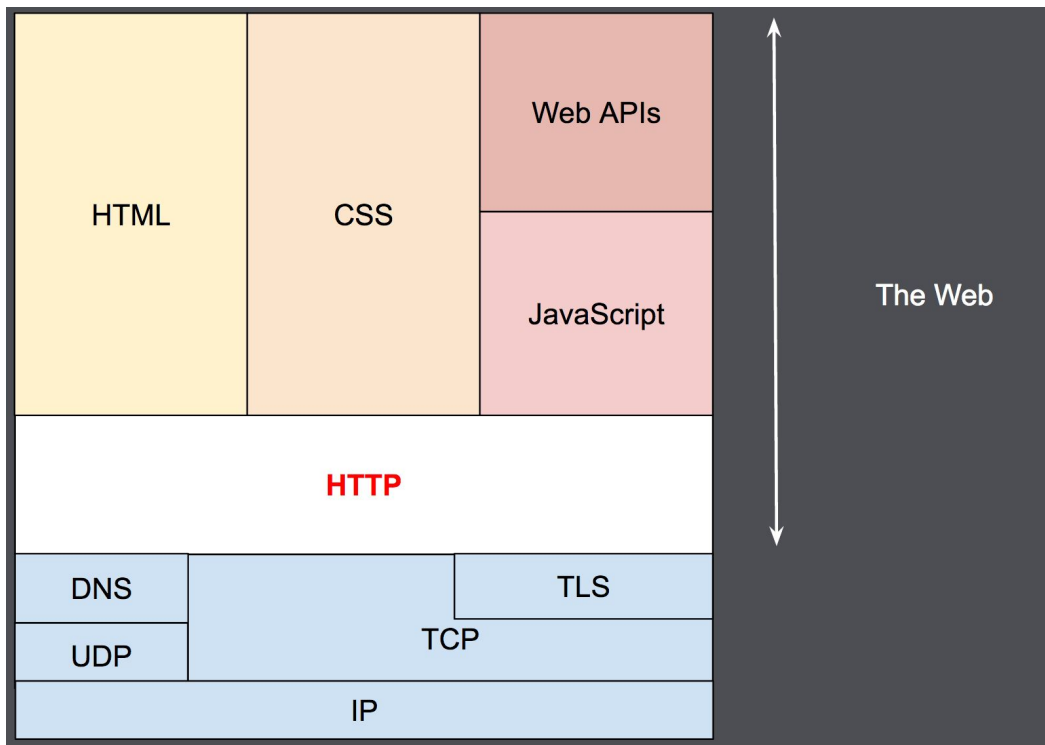 Web APIs
HTML
CSS
The Web
JavaScript
HTTP
DNS
TLS
TCP
UDP
IP